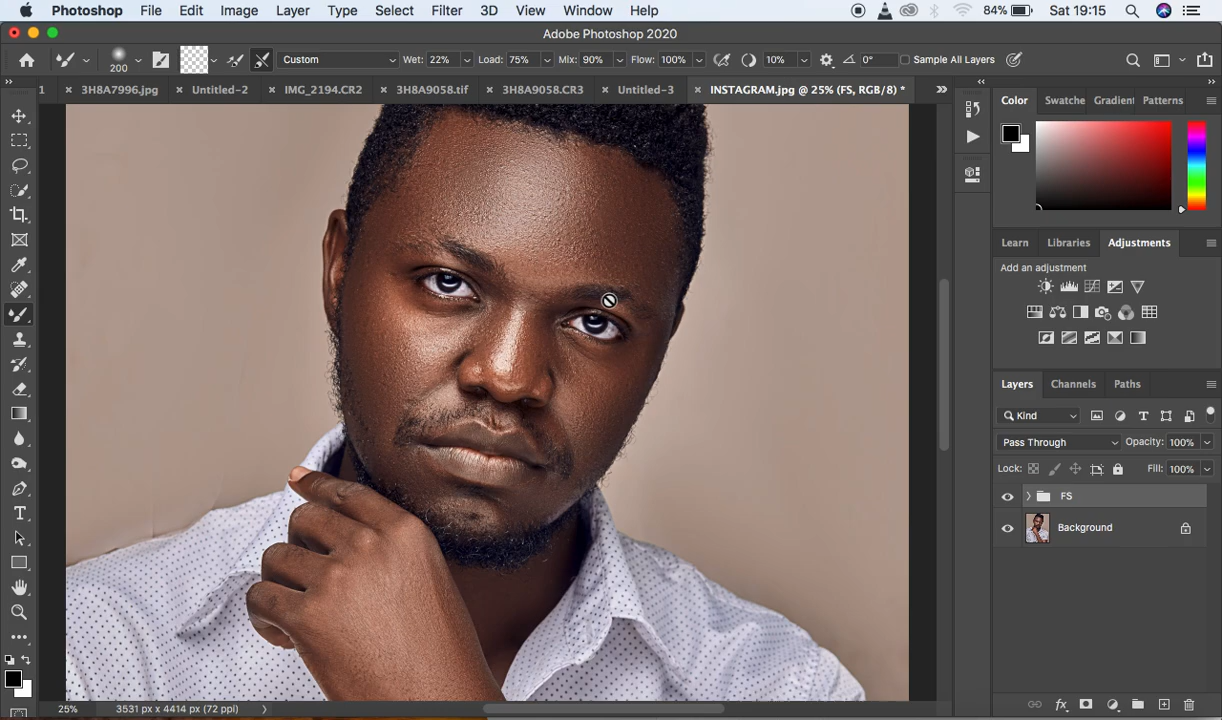 Photoshop File Edit Image Layer Type Select Filter 3D View Window Help 84% Sat 19:15
Adobe Photoshop 2020
200 Custom Wet: 22% Load: 75% Mix: 90% Flow: 100% 10% 0° Sample All Layers
1 × 3H8A7996.jpg × Untitled-2 × IMG_2194.CR2 × 3H8A9058.tif × 3H8A9058.CR3 × Untitled-3 × INSTAGRAM.jpg @ 25% (FS, RGB/8) *
Color Swatche Gradien Patterns
Learn Libraries Adjustments
Add an adjustment
Layers Channels Paths
Kind
Pass Through Opacity: 100%
Lock: Fill: 100%
FS
Background
25% 3531 px x 4414 px (72 ppi)